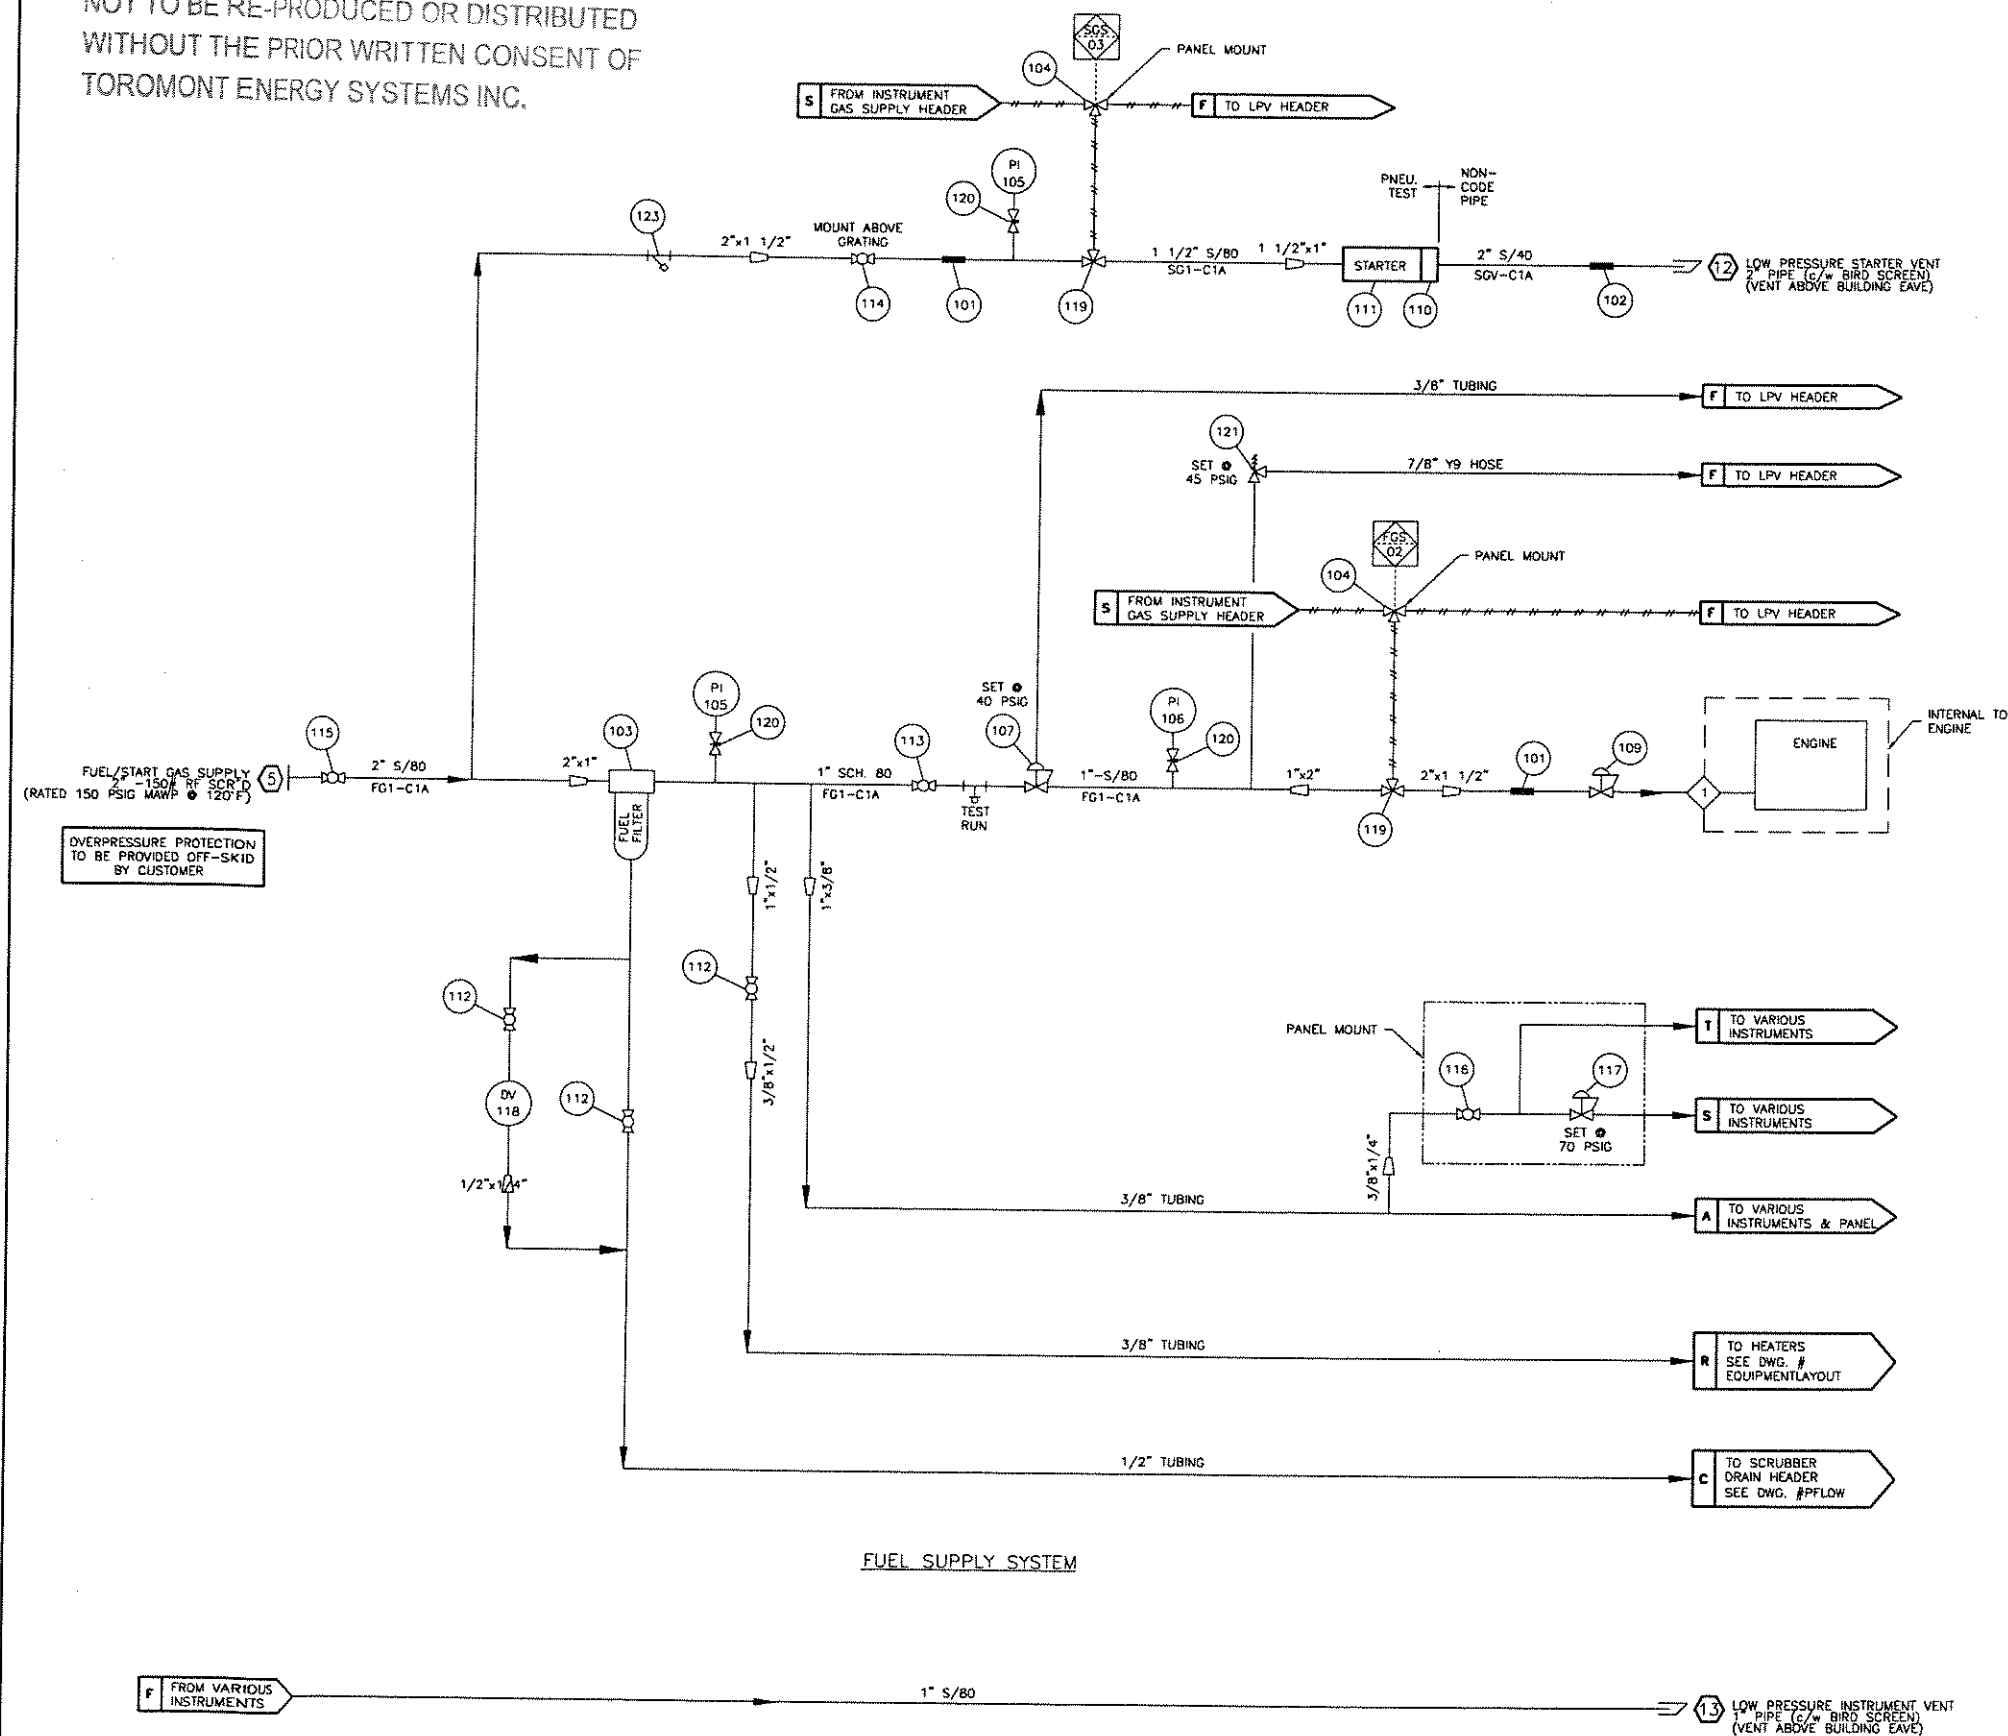 NOT TO BE RE-PRODUCED OR DISTRIBUTED
WITHOUT THE PRIOR WRITTEN CONSENT OF
TOROMONT ENERGY SYSTEMS INC.
SGS
03
104
PANEL MOUNT
S
FROM INSTRUMENT
GAS SUPPLY HEADER
F
TO LPV HEADER
PI
105
120
123
2"x1 1/2"
MOUNT ABOVE
GRATING
114
101
119
1 1/2" S/80
SG1-C1A
1 1/2"x1"
STARTER
111
110
PNEU.
TEST
NON-
CODE
PIPE
2" S/40
SGV-C1A
102
12
LOW PRESSURE STARTER VENT
2" PIPE (c/w BIRD SCREEN)
(VENT ABOVE BUILDING EAVE)
3/8" TUBING
F
TO LPV HEADER
121
SET @
45 PSIG
7/8" Y9 HOSE
F
TO LPV HEADER
FGS
02
104
PANEL MOUNT
S
FROM INSTRUMENT
GAS SUPPLY HEADER
F
TO LPV HEADER
115
FUEL/START GAS SUPPLY
2" -150# RF SCR'D
(RATED 150 PSIG MAWP @ 120°F)
5
2" S/80
FG1-C1A
2"x1"
103
FUEL
FILTER
PI
105
120
1" SCH. 80
FG1-C1A
113
TEST
RUN
SET @
40 PSIG
107
1"-S/80
FG1-C1A
PI
106
120
1"x2"
119
2"x1 1/2"
101
109
1
ENGINE
INTERNAL TO
ENGINE
OVERPRESSURE PROTECTION
TO BE PROVIDED OFF-SKID
BY CUSTOMER
1"x1/2"
1"x3/8"
112
112
3/8"x1/2"
DV
118
112
1/2"x1/4"
PANEL MOUNT
116
117
SET @
70 PSIG
3/8"x1/4"
T
TO VARIOUS
INSTRUMENTS
S
TO VARIOUS
INSTRUMENTS
3/8" TUBING
A
TO VARIOUS
INSTRUMENTS & PANEL
3/8" TUBING
R
TO HEATERS
SEE DWG. #
EQUIPMENTLAYOUT
1/2" TUBING
C
TO SCRUBBER
DRAIN HEADER
SEE DWG. #PFLOW
FUEL SUPPLY SYSTEM
F
FROM VARIOUS
INSTRUMENTS
1" S/80
13
LOW PRESSURE INSTRUMENT VENT
1" PIPE (c/w BIRD SCREEN)
(VENT ABOVE BUILDING EAVE)